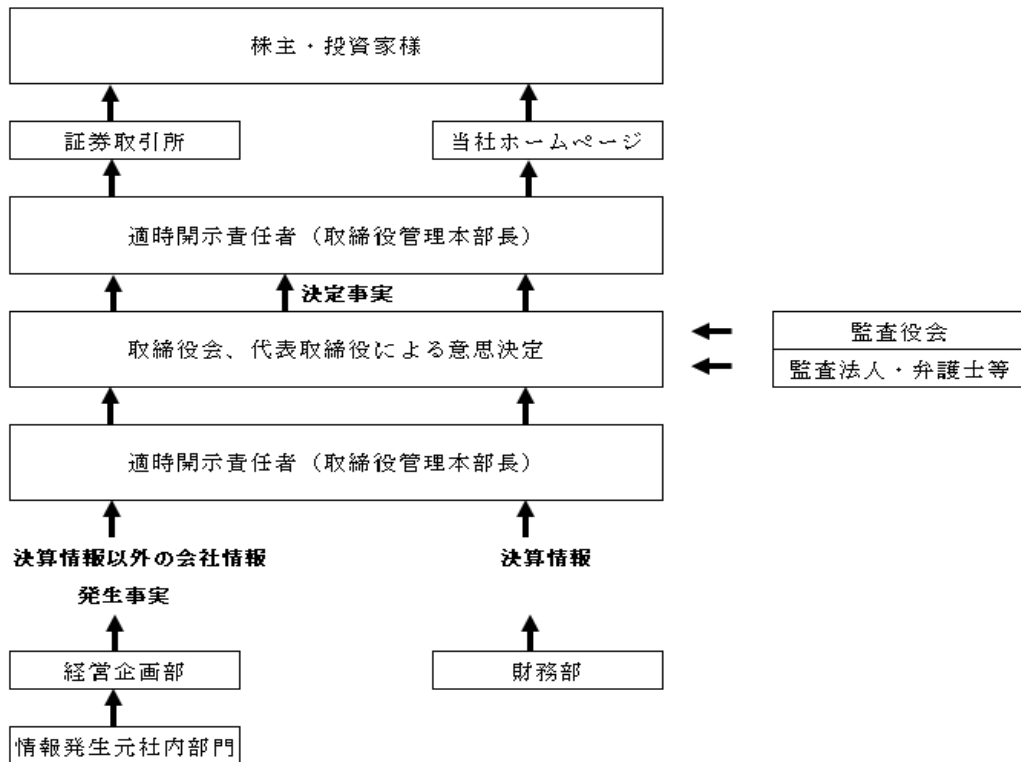 株主・投資家様
証券取引所
当社ホームページ
適時開示責任者（取締役管理本部長）
決定事実
取締役会、代表取締役による意思決定
監査役会
監査法人・弁護士等
適時開示責任者（取締役管理本部長）
決算情報以外の会社情報
決算情報
発生事実
経営企画部
財務部
情報発生元社内部門